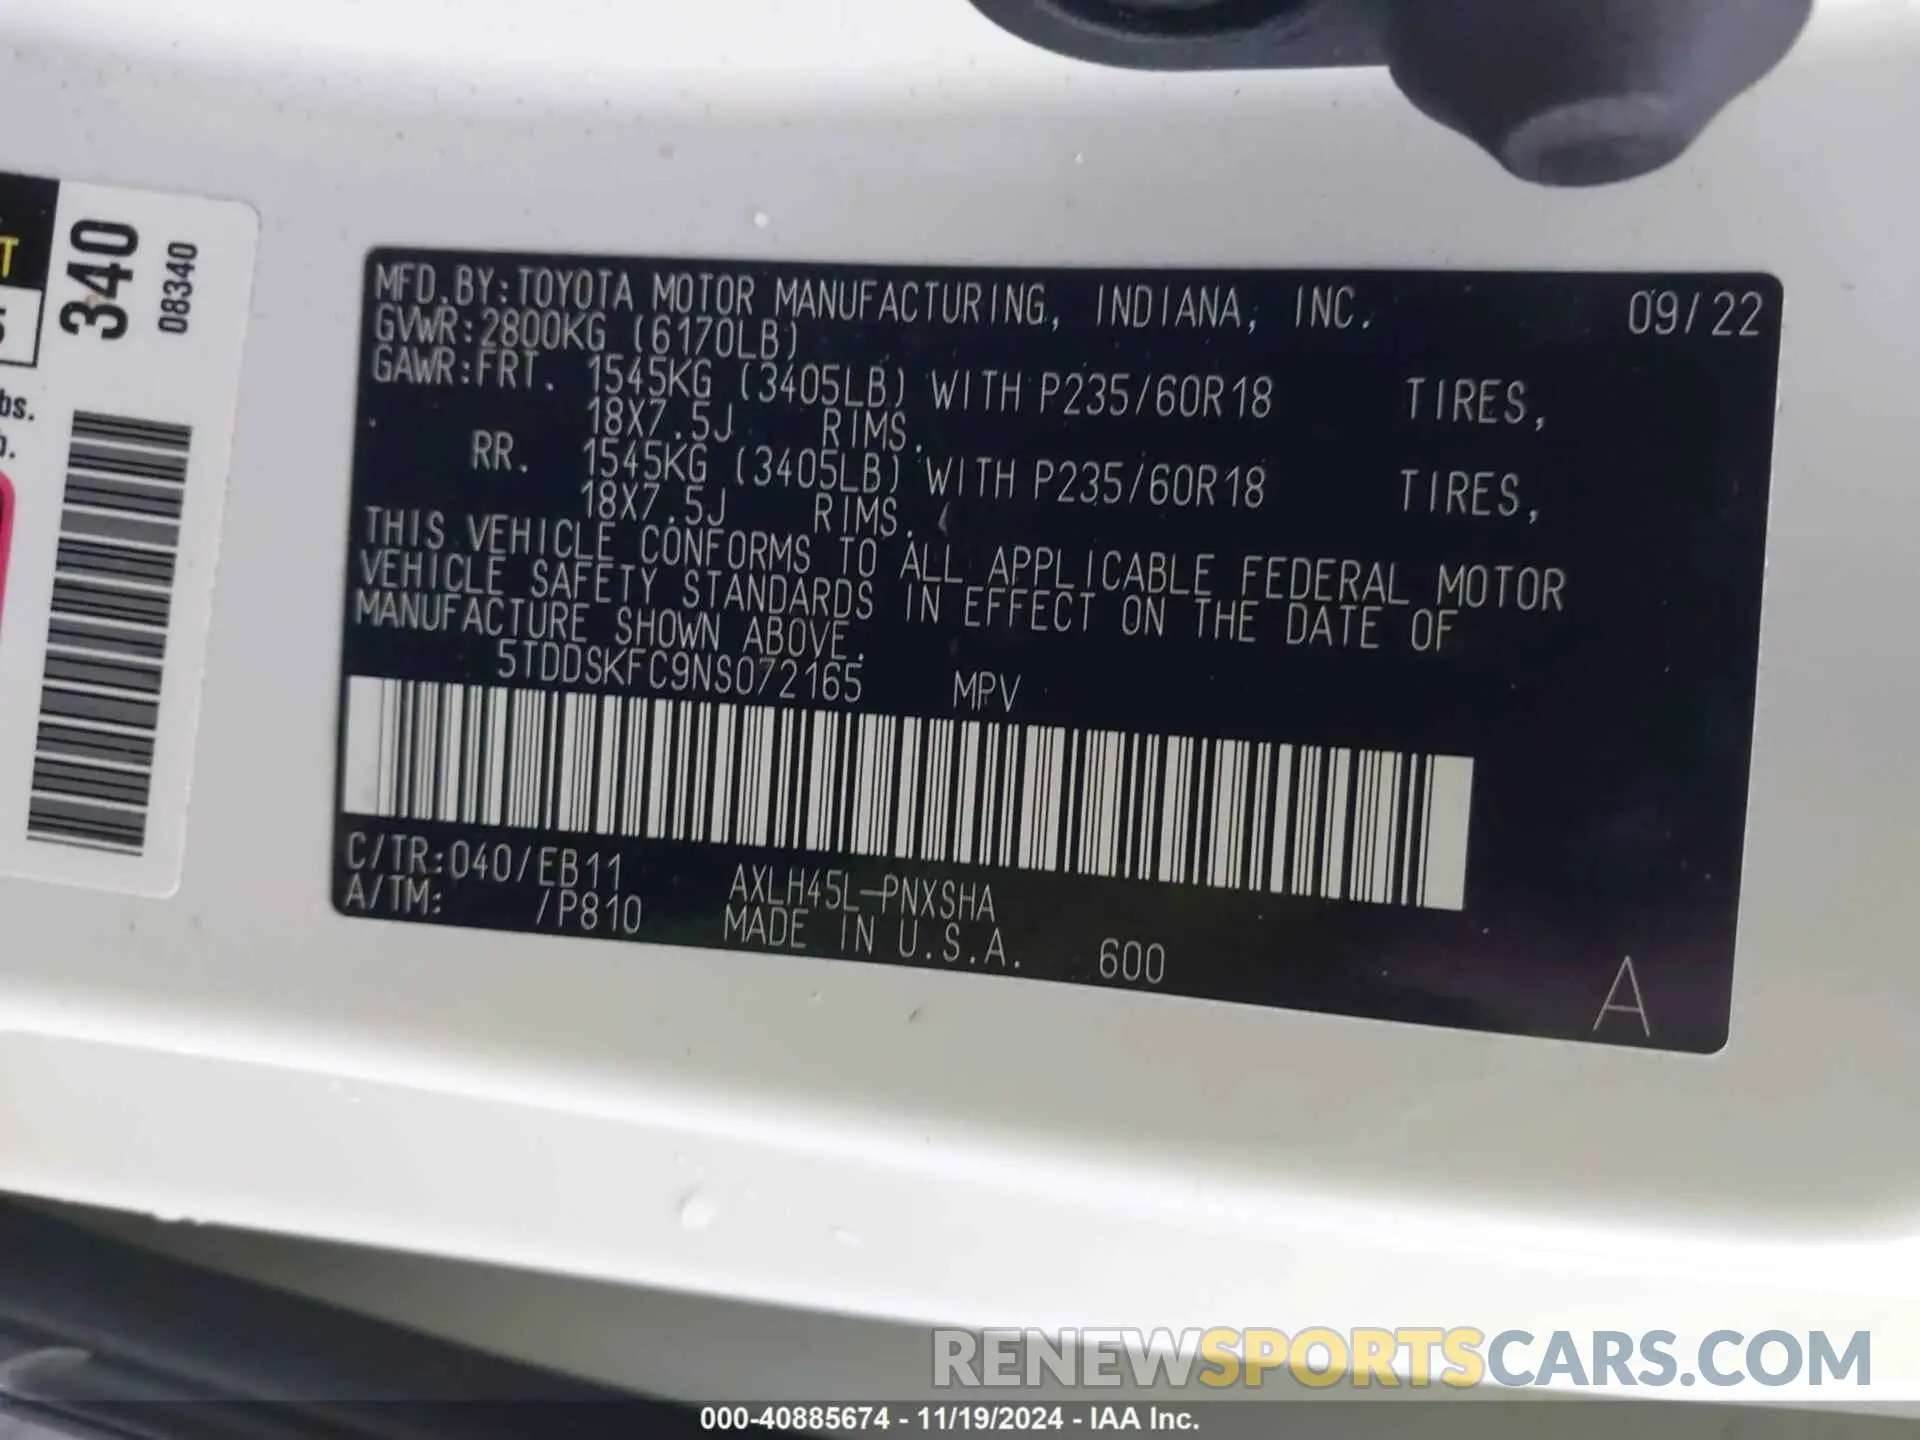 T
5
bs.
b.
340
08340
MFD.BY:TOYOTA MOTOR MANUFACTURING, INDIANA, INC. 09/22
GVWR:2800KG (6170LB)
GAWR:FRT. 1545KG (3405LB) WITH P235/60R18 TIRES,
18X7.5J RIMS.
RR. 1545KG (3405LB) WITH P235/60R18 TIRES,
18X7.5J RIMS.
THIS VEHICLE CONFORMS TO ALL APPLICABLE FEDERAL MOTOR
VEHICLE SAFETY STANDARDS IN EFFECT ON THE DATE OF
MANUFACTURE SHOWN ABOVE.
5TDDSKFC9NS072165 MPV
C/TR:040/EB11 AXLH45L-PNXSHA
A/TM: /P810 MADE IN U.S.A. 600
A
RENEWSPORTSCARS.COM
000-40885674 - 11/19/2024 - IAA Inc.